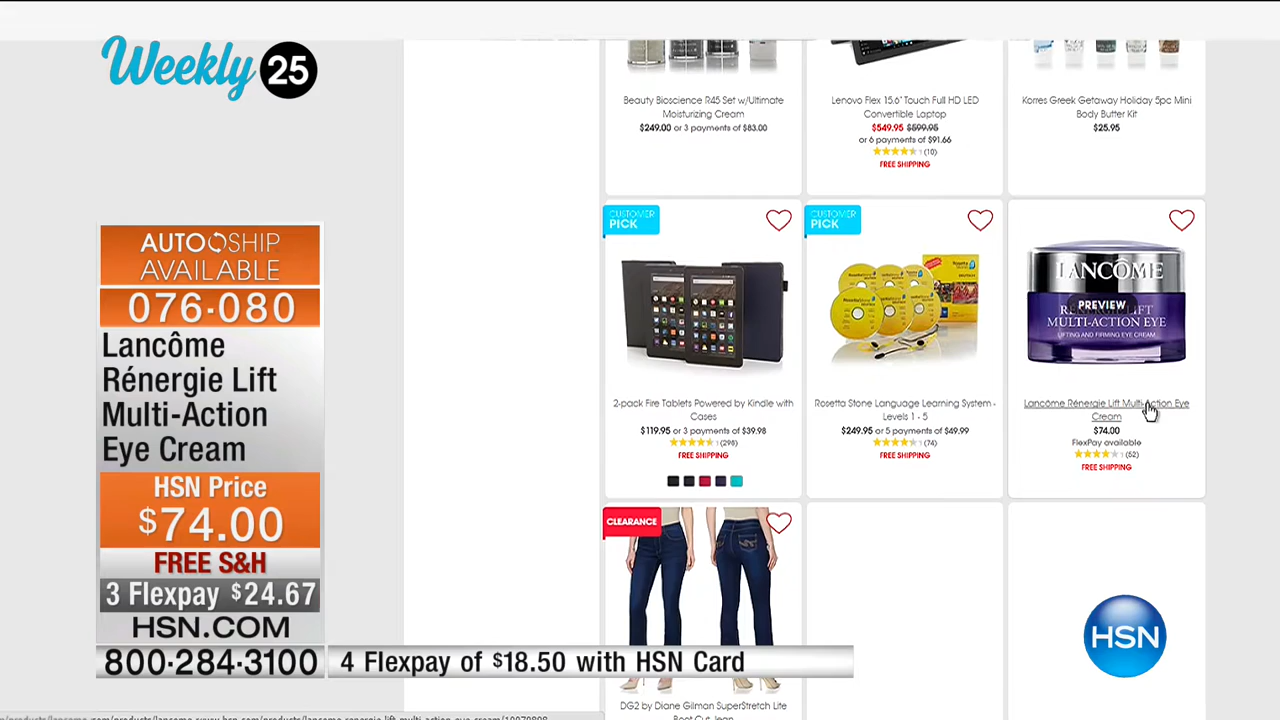 Weekly 25
AUTO SHIP
AVAILABLE
076·080
Lancôme
Rénergie Lift
Multi-Action
Eye Cream
HSN Price
$74.00
FREE S&H
3 Flexpay $24.67
HSN.COM
800·284·3100
4 Flexpay of $18.50 with HSN Card
Beauty Bioscience R45 Set w/Ultimate
Moisturizing Cream
$249.00 or 3 payments of $83.00
Lenovo Flex 15.6" Touch Full HD LED
Convertible Laptop
$549.95 $599.95
or 6 payments of $91.66
(10)
FREE SHIPPING
Korres Greek Getaway Holiday 5pc Mini
Body Butter Kit
$25.95
CUSTOMER
PICK
2-pack Fire Tablets Powered by Kindle with
Cases
$119.95 or 3 payments of $39.98
(298)
FREE SHIPPING
CUSTOMER
PICK
Rosetta Stone Language Learning System -
Levels 1 - 5
$249.95 or 5 payments of $49.99
(74)
FREE SHIPPING
LANCÔME
PREVIEW
MULTI-ACTION EYE
LIFTING AND FIRMING EYE CREAM
Lancôme Rénergie Lift Multi-Action Eye
Cream
$74.00
FlexPay available
(52)
FREE SHIPPING
CLEARANCE
DG2 by Diane Gilman SuperStretch Lite
Boot Cut Jean
HSN